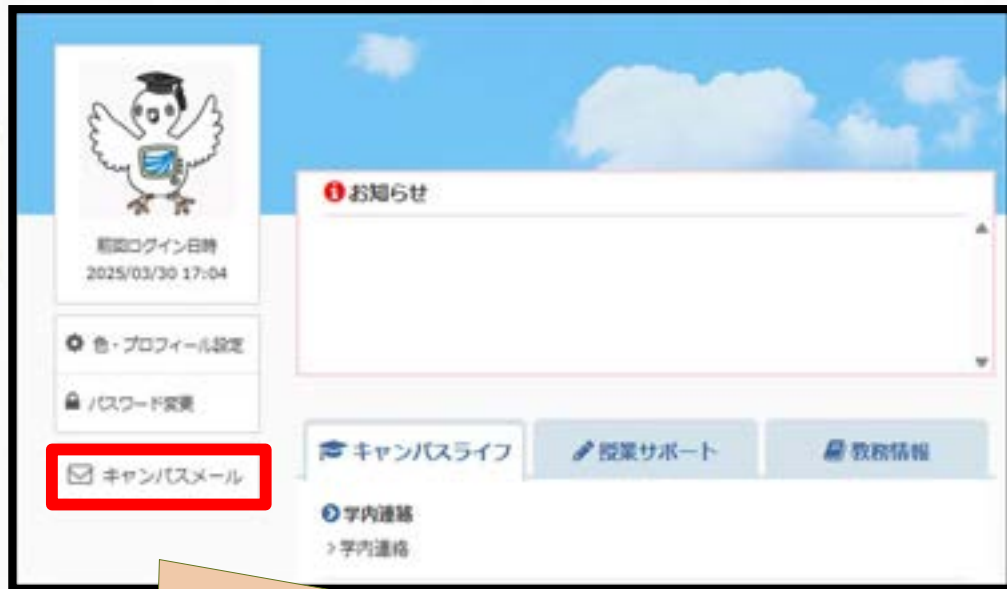 前回ログイン日時
2025/03/30 17:04
色・プロフィール設定
パスワード変更
キャンパスメール
お知らせ
キャンパスライフ
授業サポート
教務情報
学内連絡
>学内連絡